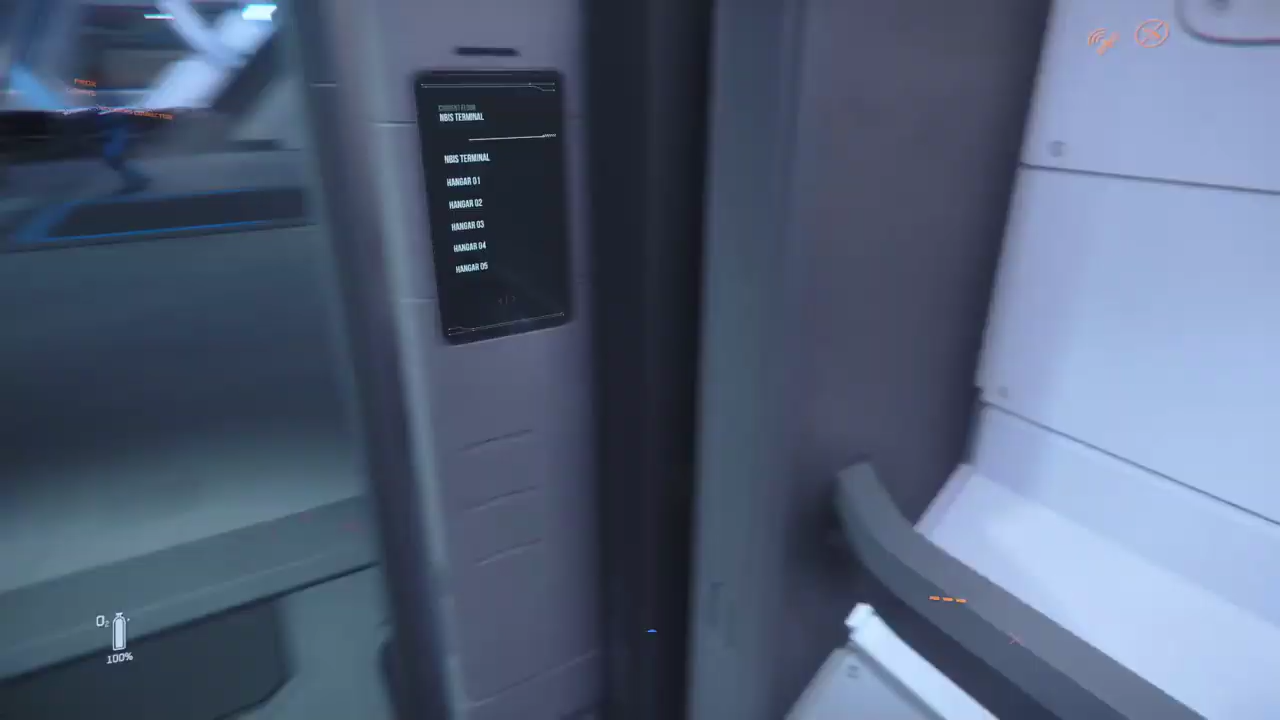 CURRENT FLOOR
NBIS TERMINAL
NBIS TERMINAL
HANGAR 01
HANGAR 02
HANGAR 03
HANGAR 04
HANGAR 05
O₂
100%